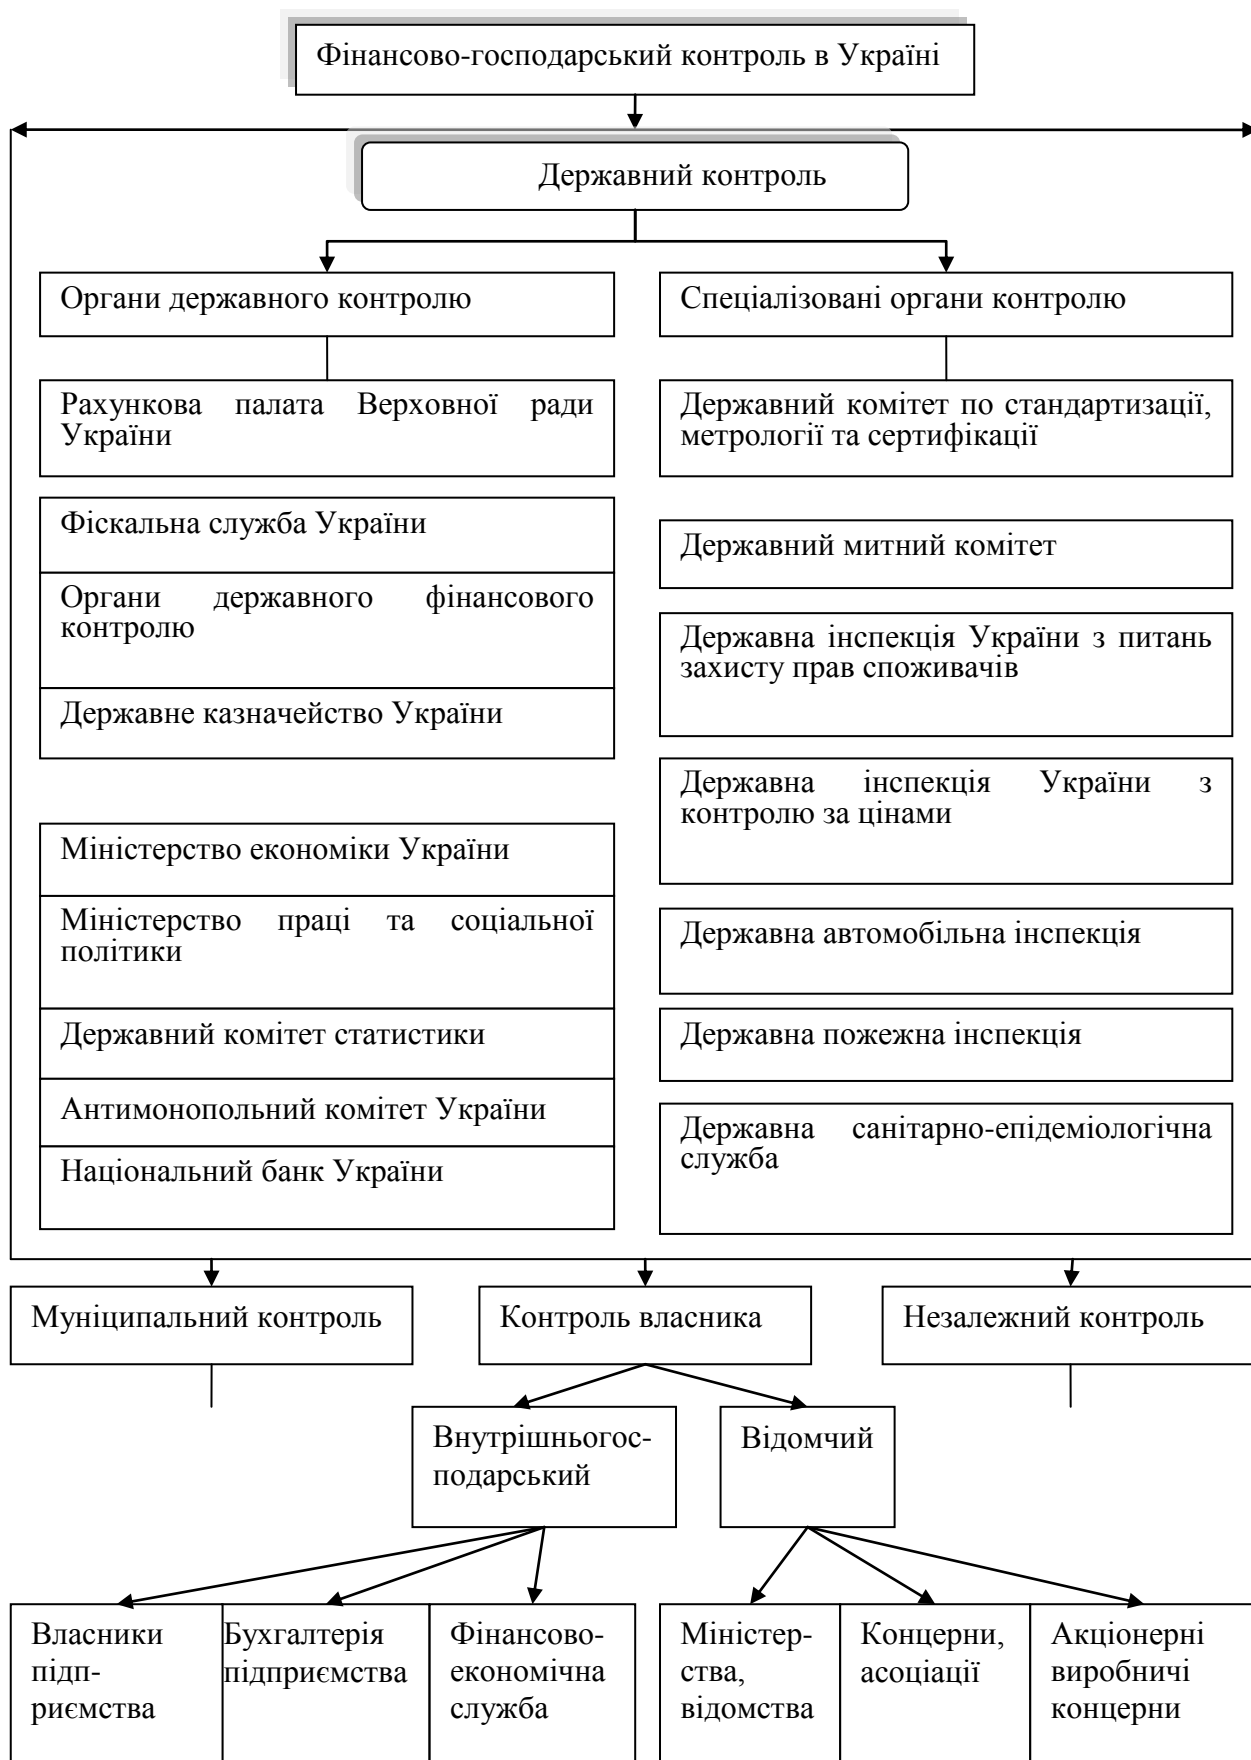 Фінансово-господарський контроль в Україні
Державний контроль
Органи державного контролю
Рахункова палата Верховної ради
України
Фіскальна служба України
Органи державного фінансового
контролю
Державне казначейство України
Міністерство економіки України
Міністерство праці та соціальної
політики
Державний комітет статистики
Антимонопольний комітет України
Національний банк України
Спеціалізовані органи контролю
Державний комітет по стандартизації,
метрології та сертифікації
Державний митний комітет
Державна інспекція України з питань
захисту прав споживачів
Державна інспекція України з
контролю за цінами
Державна автомобільна інспекція
Державна пожежна інспекція
Державна санітарно-епідеміологічна
служба
Муніципальний контроль
Контроль власника
Незалежний контроль
Внутрішньогос-
подарський
Відомчий
Власники
підп-
риємства
Бухгалтерія
підприємства
Фінансово-
економічна
служба
Міністер-
ства,
відомства
Концерни,
асоціації
Акціонерні
виробничі
концерни